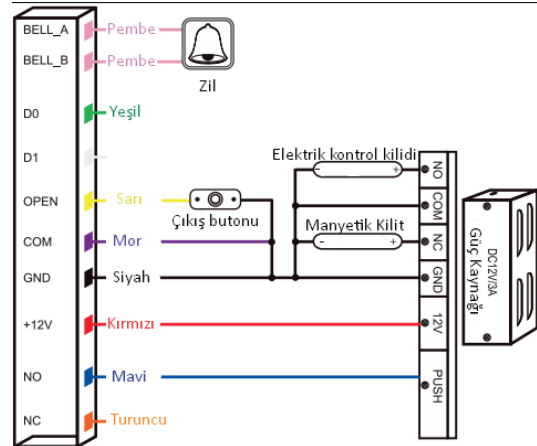 BELL_A Pembe
BELL_B Pembe
Zil
D0 Yeşil
D1
OPEN Sarı
Çıkış butonu
COM Mor
GND Siyah
+12V Kırmızı
NO Mavi
NC Turuncu
Elektrik kontrol kilidi
Manyetik Kilit
NO
COM
NC
GND
12V
PUSH
DC12V/3A
Güç Kaynağı